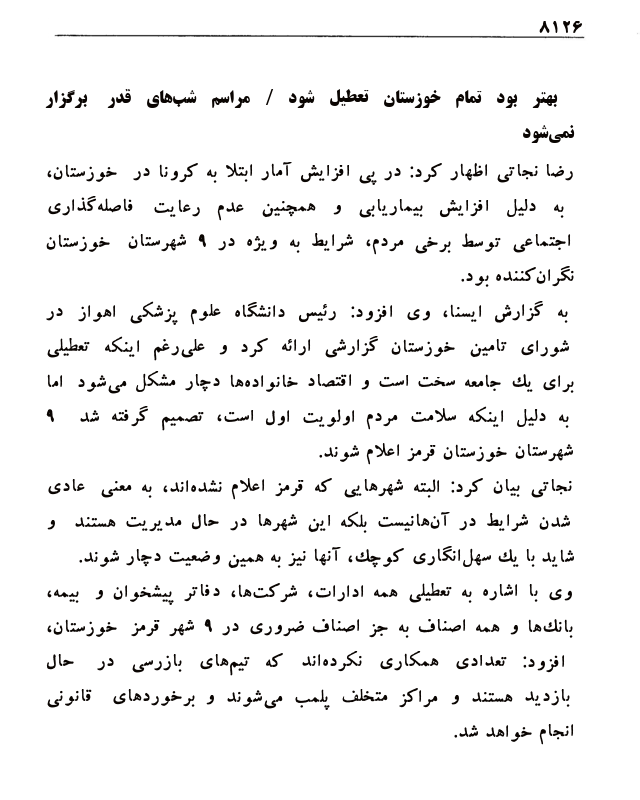 ۸۱۲۶
بهتر بود تمام خوزستان تعطیل شود / مراسم شب‌های قدر برگزار
نمی‌شود
رضا نجاتی اظهار کرد: در پی افزایش آمار ابتلا به کرونا در خوزستان،
به دلیل افزایش بیماریابی و همچنین عدم رعایت فاصله‌گذاری
اجتماعی توسط برخی مردم، شرایط به ویژه در ۹ شهرستان خوزستان
نگران‌کننده بود.
به گزارش ایسنا، وی افزود: رئیس دانشگاه علوم پزشکی اهواز در
شورای تامین خوزستان گزارشی ارائه کرد و علی‌رغم اینکه تعطیلی
برای یك جامعه سخت است و اقتصاد خانواده‌ها دچار مشکل می‌شود اما
به دلیل اینکه سلامت مردم اولویت اول است، تصمیم گرفته شد ۹
شهرستان خوزستان قرمز اعلام شوند.
نجاتی بیان کرد: البته شهرهایی که قرمز اعلام نشده‌اند، به معنی عادی
شدن شرایط در آن‌هانیست بلکه این شهرها در حال مدیریت هستند و
شاید با یك سهل‌انگاری کوچك، آنها نیز به همین وضعیت دچار شوند.
وی با اشاره به تعطیلی همه ادارات، شرکت‌ها، دفاتر پیشخوان و بیمه،
بانك‌ها و همه اصناف به جز اصناف ضروری در ۹ شهر قرمز خوزستان،
افزود: تعدادی همکاری نکرده‌اند که تیم‌های بازرسی در حال
بازدید هستند و مراکز متخلف پلمب می‌شوند و برخوردهای قانونی
انجام خواهد شد.